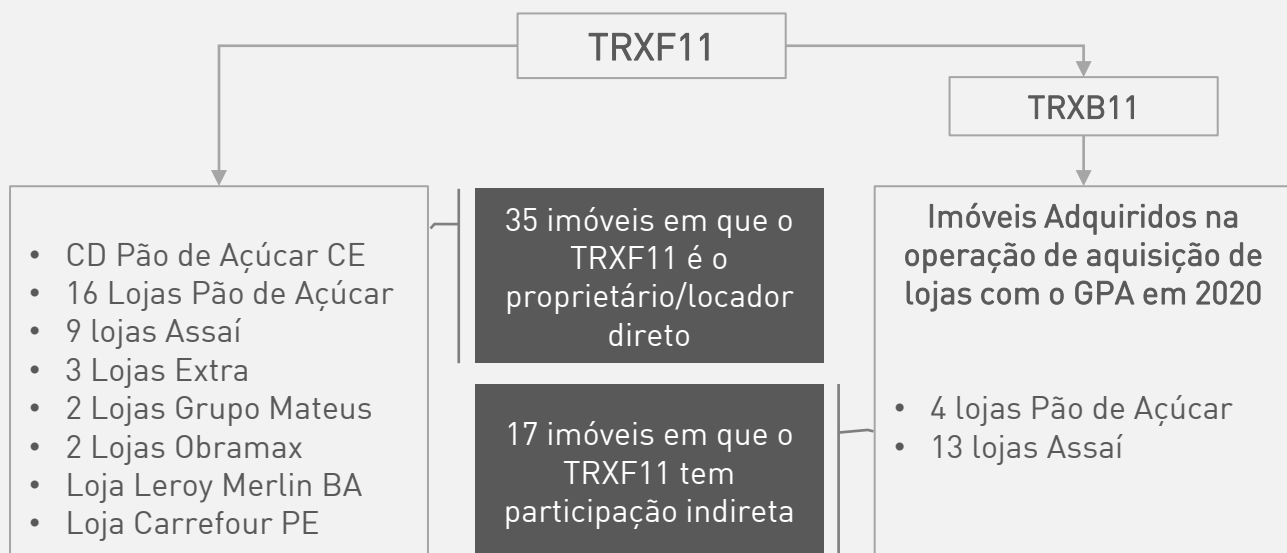 TRXF11
TRXB11
• CD Pão de Açúcar CE
• 16 Lojas Pão de Açúcar
• 9 lojas Assaí
• 3 Lojas Extra
• 2 Lojas Grupo Mateus
• 2 Lojas Obramax
• Loja Leroy Merlin BA
• Loja Carrefour PE
35 imóveis em que o
TRXF11 é o
proprietário/locador
direto
17 imóveis em que o
TRXF11 tem
participação indireta
Imóveis Adquiridos na
operação de aquisição de
lojas com o GPA em 2020
• 4 lojas Pão de Açúcar
• 13 lojas Assaí